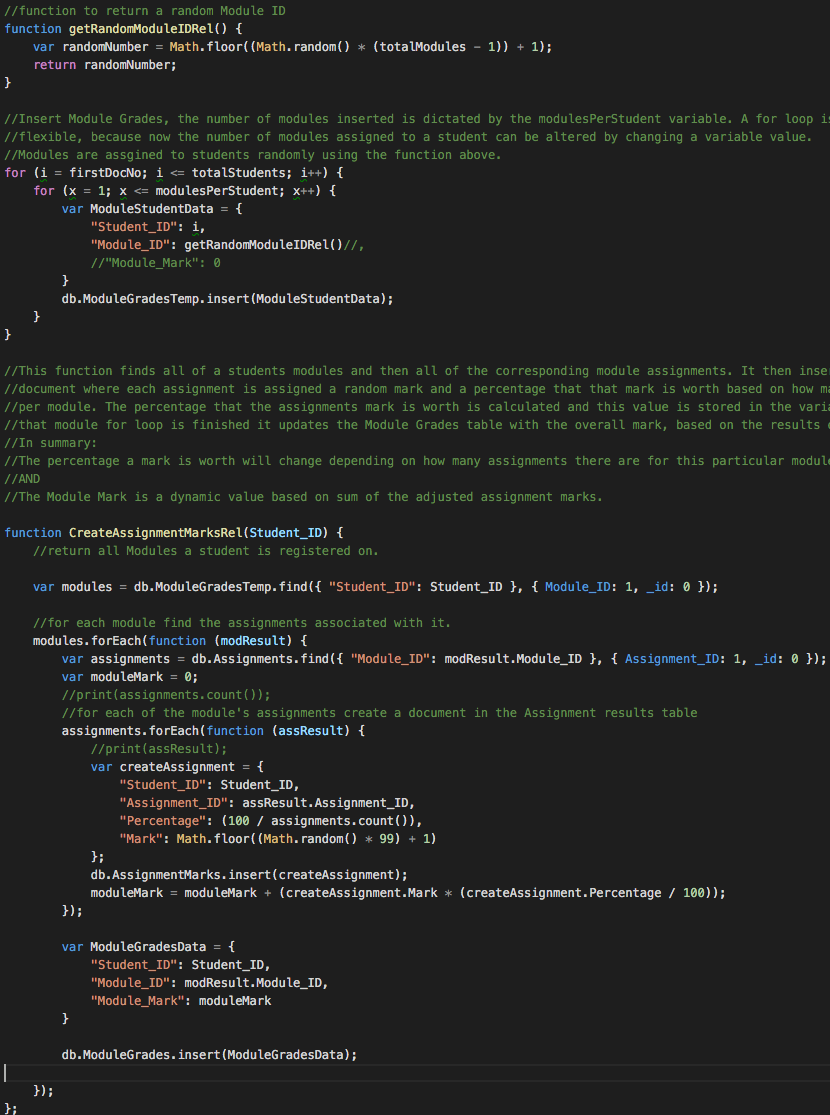 //function to return a random Module ID
function getRandomModuleIDRel() {
    var randomNumber = Math.floor((Math.random() * (totalModules - 1)) + 1);
    return randomNumber;
}

//Insert Module Grades, the number of modules inserted is dictated by the modulesPerStudent variable. A for loop is
//flexible, because now the number of modules assigned to a student can be altered by changing a variable value.
//Modules are assgined to students randomly using the function above.
for (i = firstDocNo; i <= totalStudents; i++) {
    for (x = 1; x <= modulesPerStudent; x++) {
        var ModuleStudentData = {
            "Student_ID": i,
            "Module_ID": getRandomModuleIDRel()//,
            //"Module_Mark": 0
        }
        db.ModuleGradesTemp.insert(ModuleStudentData);
    }
}

//This function finds all of a students modules and then all of the corresponding module assignments. It then inser
//document where each assignment is assigned a random mark and a percentage that that mark is worth based on how ma
//per module. The percentage that the assignments mark is worth is calculated and this value is stored in the varia
//that module for loop is finished it updates the Module Grades table with the overall mark, based on the results
//In summary:
//The percentage a mark is worth will change depending on how many assignments there are for this particular module
//AND
//The Module Mark is a dynamic value based on sum of the adjusted assignment marks.

function CreateAssignmentMarksRel(Student_ID) {
    //return all Modules a student is registered on.

    var modules = db.ModuleGradesTemp.find({ "Student_ID": Student_ID }, { Module_ID: 1, _id: 0 });

    //for each module find the assignments associated with it.
    modules.forEach(function (modResult) {
        var assignments = db.Assignments.find({ "Module_ID": modResult.Module_ID }, { Assignment_ID: 1, _id: 0 });
        var moduleMark = 0;
        //print(assignments.count());
        //for each of the module's assignments create a document in the Assignment results table
        assignments.forEach(function (assResult) {
            //print(assResult);
            var createAssignment = {
                "Student_ID": Student_ID,
                "Assignment_ID": assResult.Assignment_ID,
                "Percentage": (100 / assignments.count()),
                "Mark": Math.floor((Math.random() * 99) + 1)
            };
            db.AssignmentMarks.insert(createAssignment);
            moduleMark = moduleMark + (createAssignment.Mark * (createAssignment.Percentage / 100));
        });

        var ModuleGradesData = {
            "Student_ID": Student_ID,
            "Module_ID": modResult.Module_ID,
            "Module_Mark": moduleMark
        }

        db.ModuleGrades.insert(ModuleGradesData);

    });
};